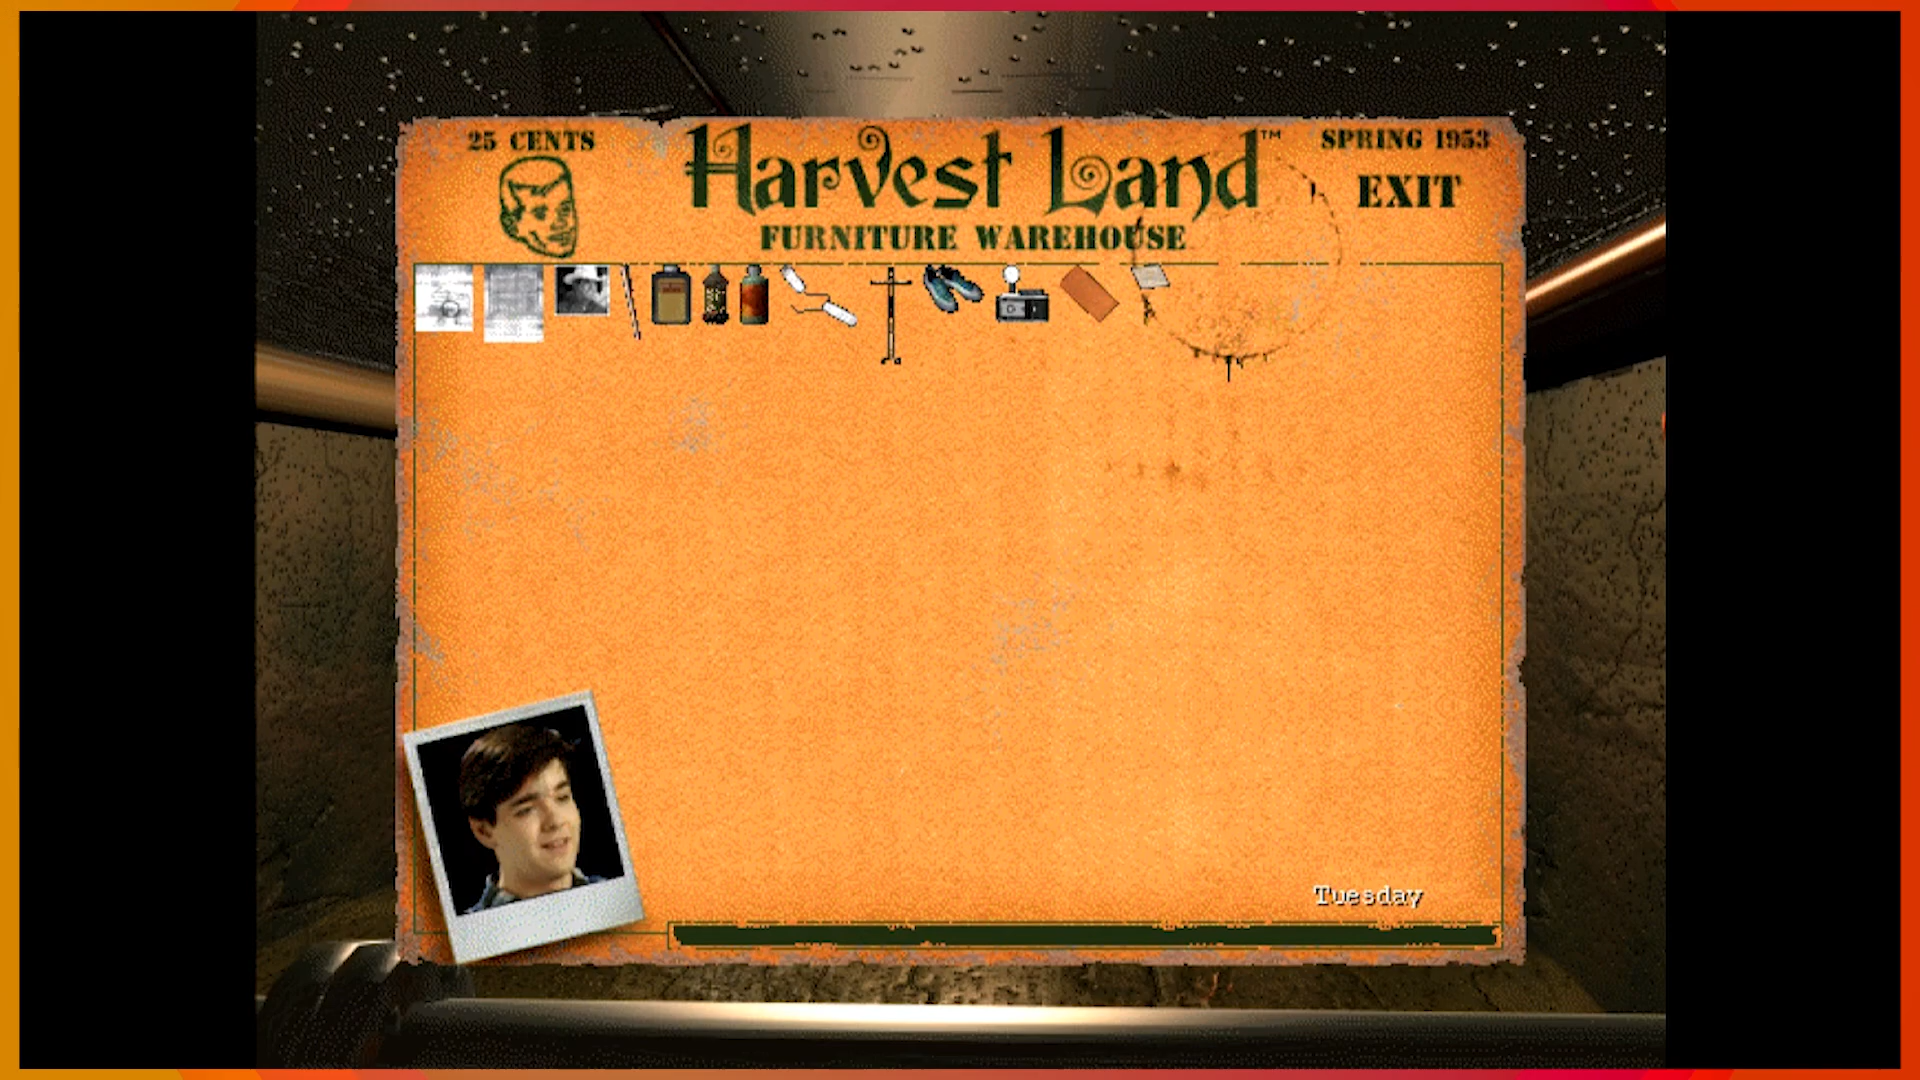 25 CENTS
Harvest Land™
SPRING 1953
EXIT
FURNITURE WAREHOUSE
Tuesday